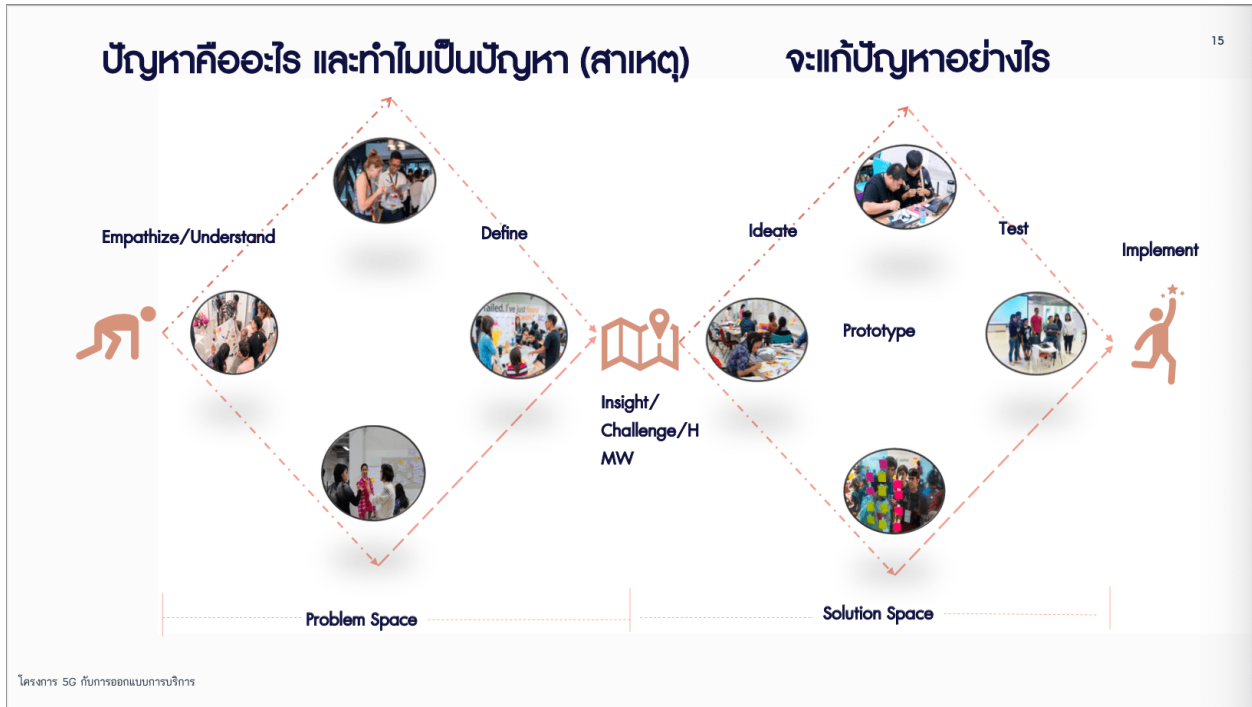 15
ปัญหาคืออะไร และทำไมเป็นปัญหา (สาเหตุ)
จะแก้ปัญหาอย่างไร
Empathize/Understand
Define
Ideate
Test
Implement
Prototype
Insight/
Challenge/H
MW
Problem Space
Solution Space
โครงการ 5G กับการออกแบบการบริการ